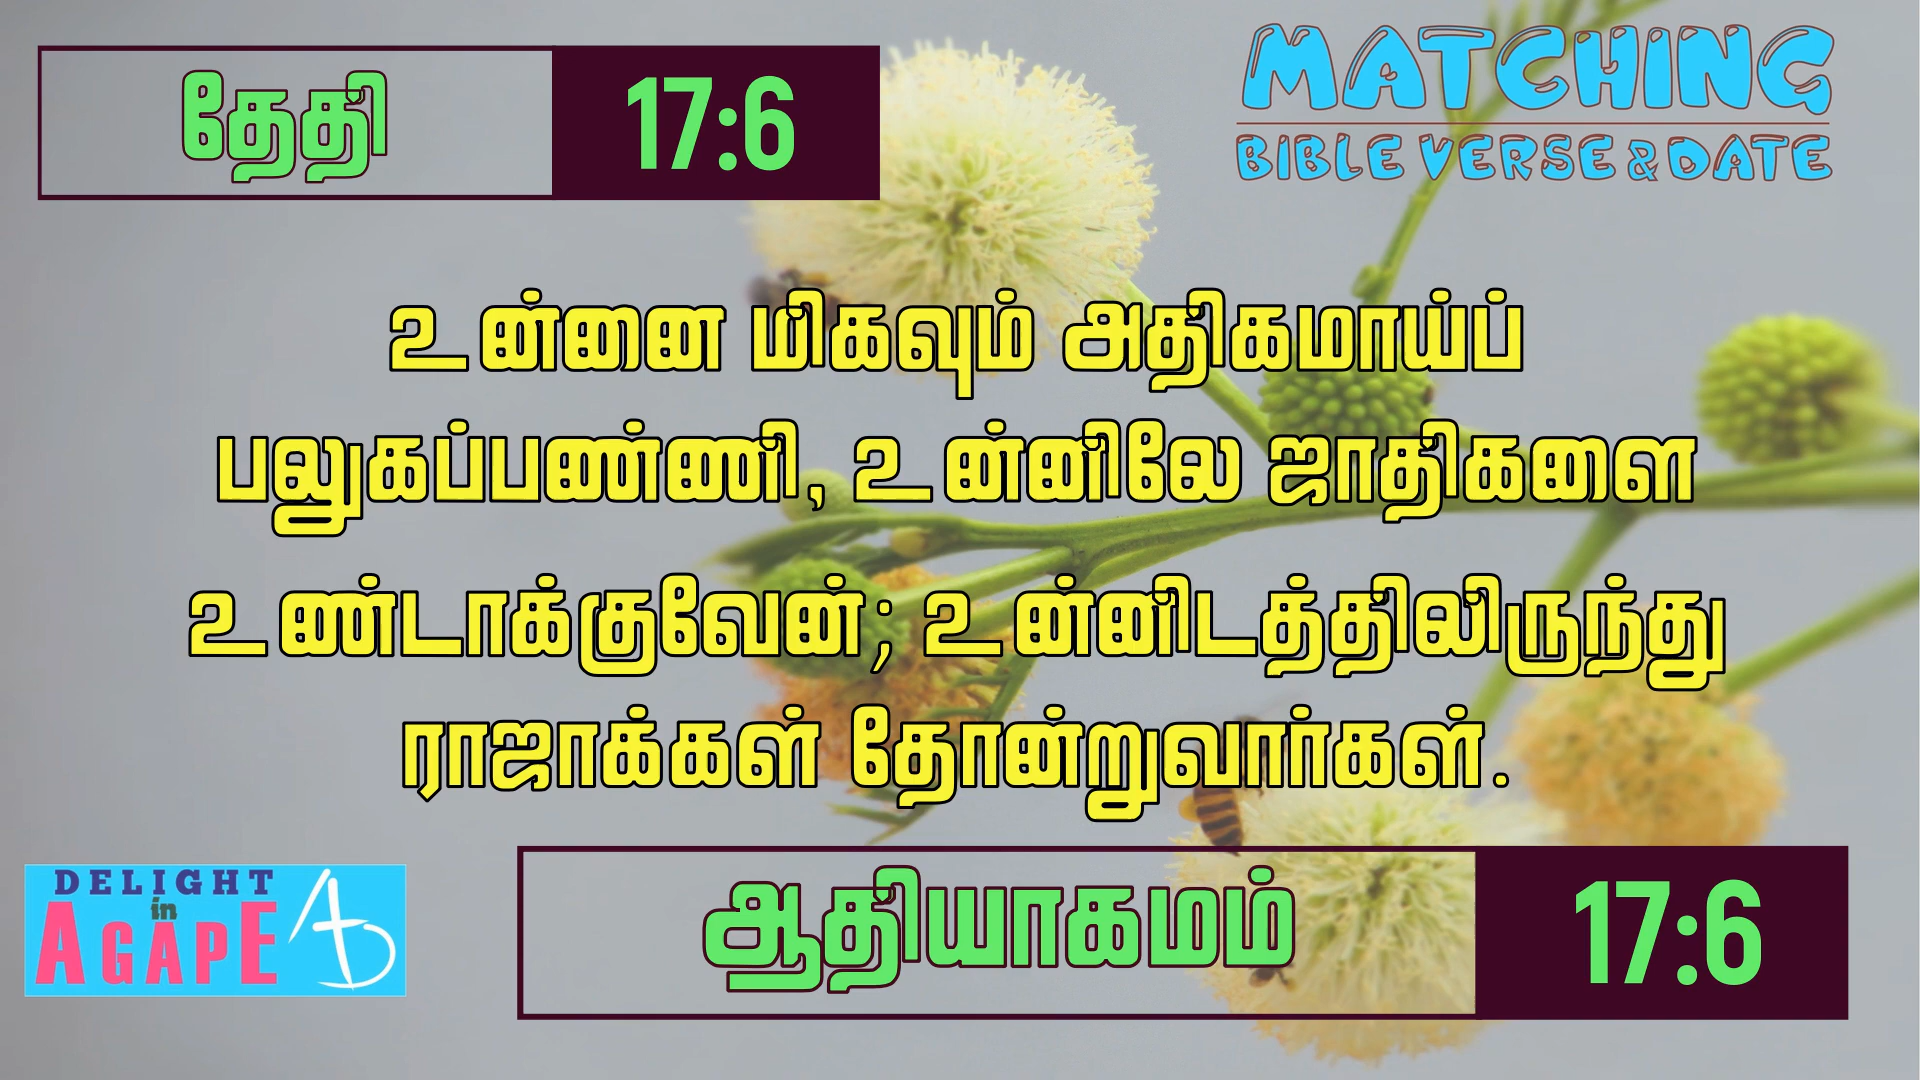 தேதி 17:6
MATCHING
BIBLE VERSE & DATE
உன்னை மிகவும் அதிகமாய்ப்
பலுகப்பண்ணி, உன்னிலே ஜாதிகளை
உண்டாக்குவேன்; உன்னிடத்திலிருந்து
ராஜாக்கள் தோன்றுவார்கள்.
DELIGHT
in
AGAPE
ஆதியாகமம் 17:6